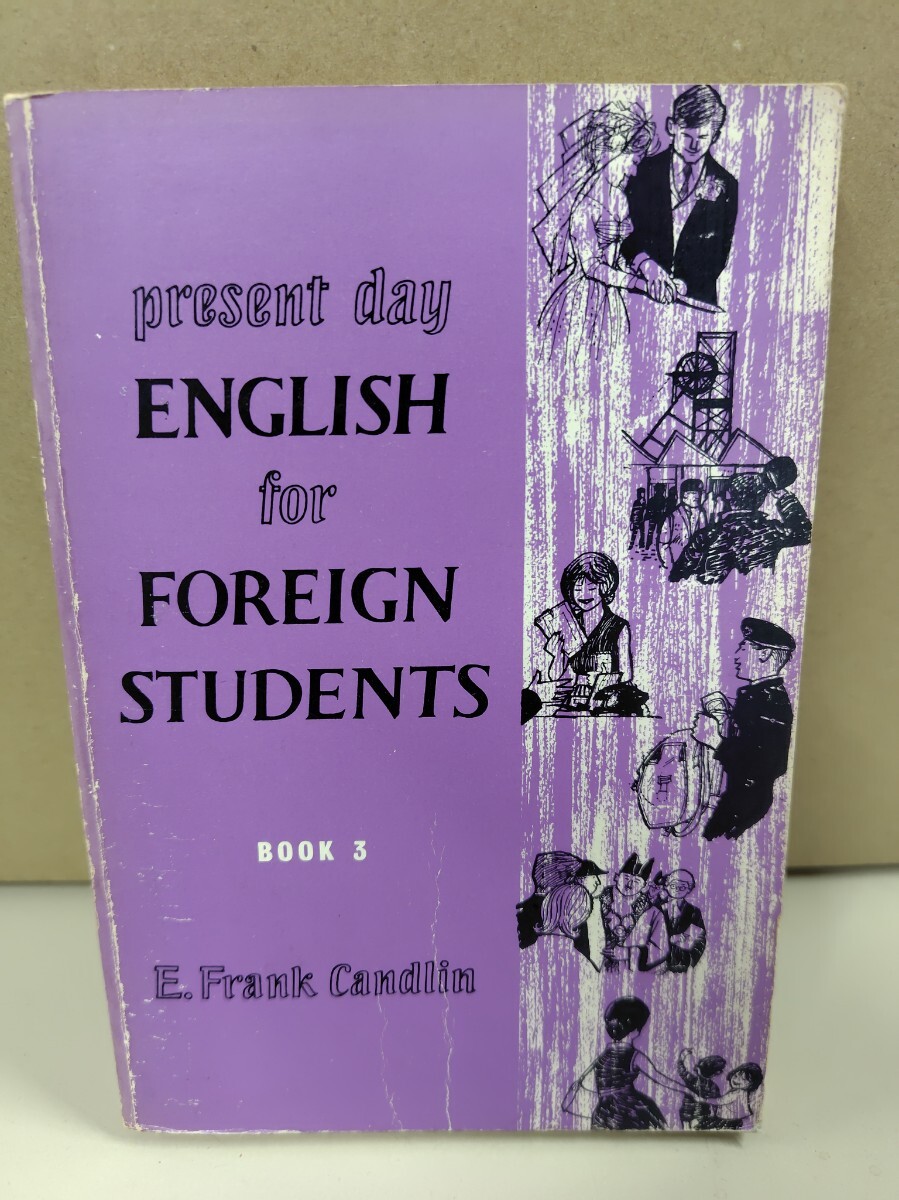 present day
ENGLISH
for
FOREIGN
STUDENTS
BOOK 3
E. Frank Candlin